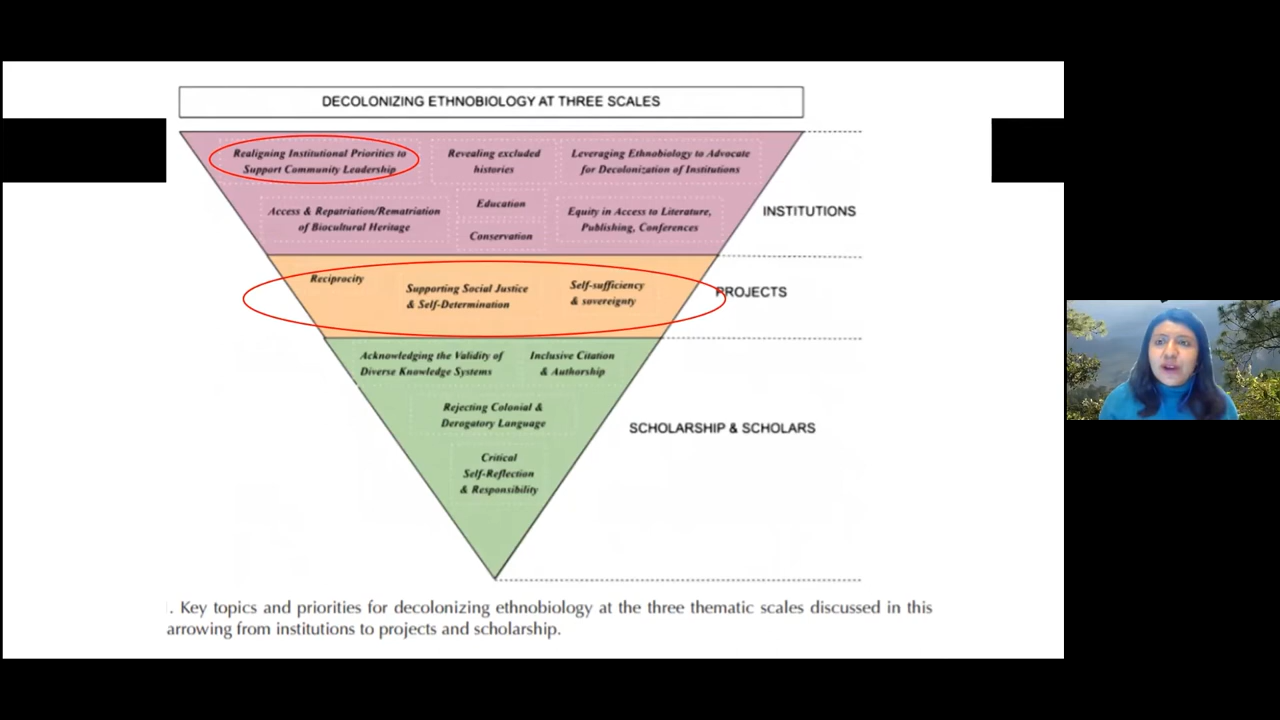 DECOLONIZING ETHNOBIOLOGY AT THREE SCALES
Realigning Institutional Priorities to
Support Community Leadership
Revealing excluded
histories
Leveraging Ethnobiology to Advocate
for Decolonization of Institutions
Access & Repatriation/Rematriation
of Biocultural Heritage
Education
Conservation
Equity in Access to Literature,
Publishing, Conferences
INSTITUTIONS
Reciprocity
Supporting Social Justice
& Self-Determination
Self-sufficiency
& sovereignty
PROJECTS
Acknowledging the Validity of
Diverse Knowledge Systems
Inclusive Citation
& Authorship
Rejecting Colonial &
Derogatory Language
Critical
Self-Reflection
& Responsibility
SCHOLARSHIP & SCHOLARS
. Key topics and priorities for decolonizing ethnobiology at the three thematic scales discussed in this
arrowing from institutions to projects and scholarship.